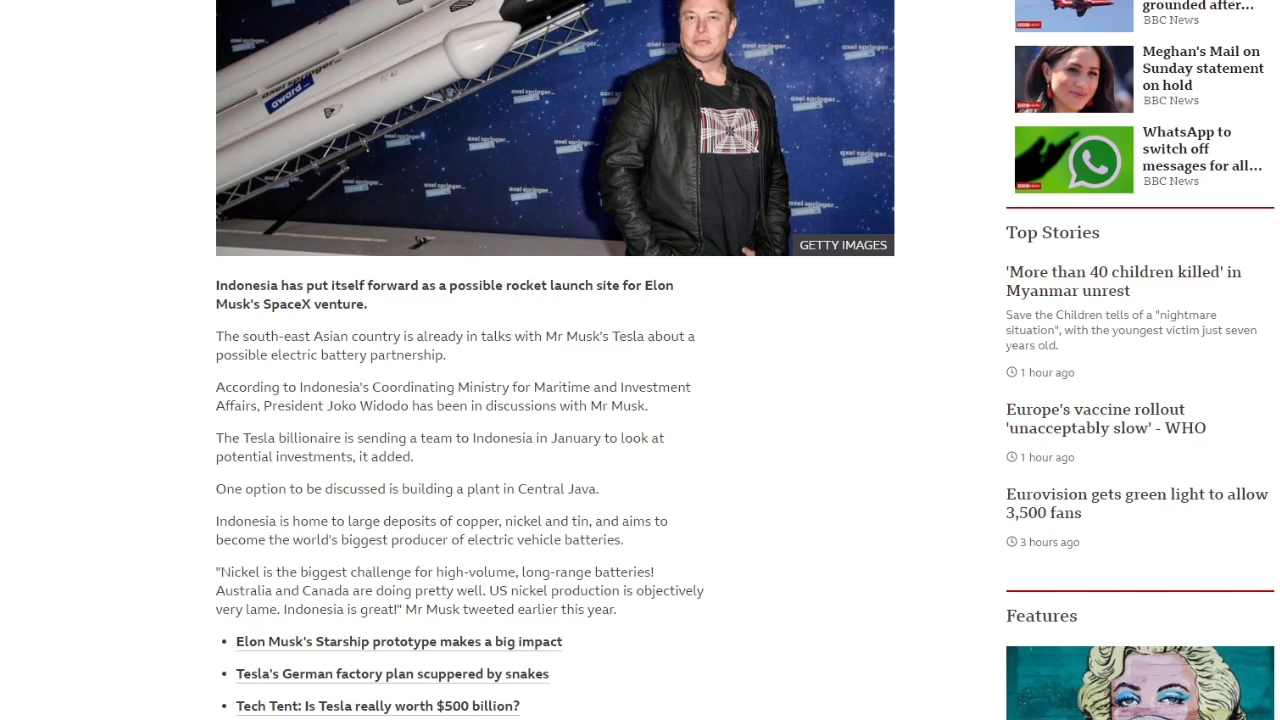 axel springer_
award_
GETTY IMAGES
Indonesia has put itself forward as a possible rocket launch site for Elon
Musk's SpaceX venture.
The south-east Asian country is already in talks with Mr Musk's Tesla about a
possible electric battery partnership.
According to Indonesia's Coordinating Ministry for Maritime and Investment
Affairs, President Joko Widodo has been in discussions with Mr Musk.
The Tesla billionaire is sending a team to Indonesia in January to look at
potential investments, it added.
One option to be discussed is building a plant in Central Java.
Indonesia is home to large deposits of copper, nickel and tin, and aims to
become the world's biggest producer of electric vehicle batteries.
"Nickel is the biggest challenge for high-volume, long-range batteries!
Australia and Canada are doing pretty well. US nickel production is objectively
very lame. Indonesia is great!" Mr Musk tweeted earlier this year.
• Elon Musk's Starship prototype makes a big impact
• Tesla's German factory plan scuppered by snakes
• Tech Tent: Is Tesla really worth $500 billion?
grounded after...
BBC News
Meghan's Mail on
Sunday statement
on hold
BBC News
WhatsApp to
switch off
messages for all...
BBC News
Top Stories
'More than 40 children killed' in
Myanmar unrest
Save the Children tells of a "nightmare
situation", with the youngest victim just seven
years old.
1 hour ago
Europe's vaccine rollout
'unacceptably slow' - WHO
1 hour ago
Eurovision gets green light to allow
3,500 fans
3 hours ago
Features